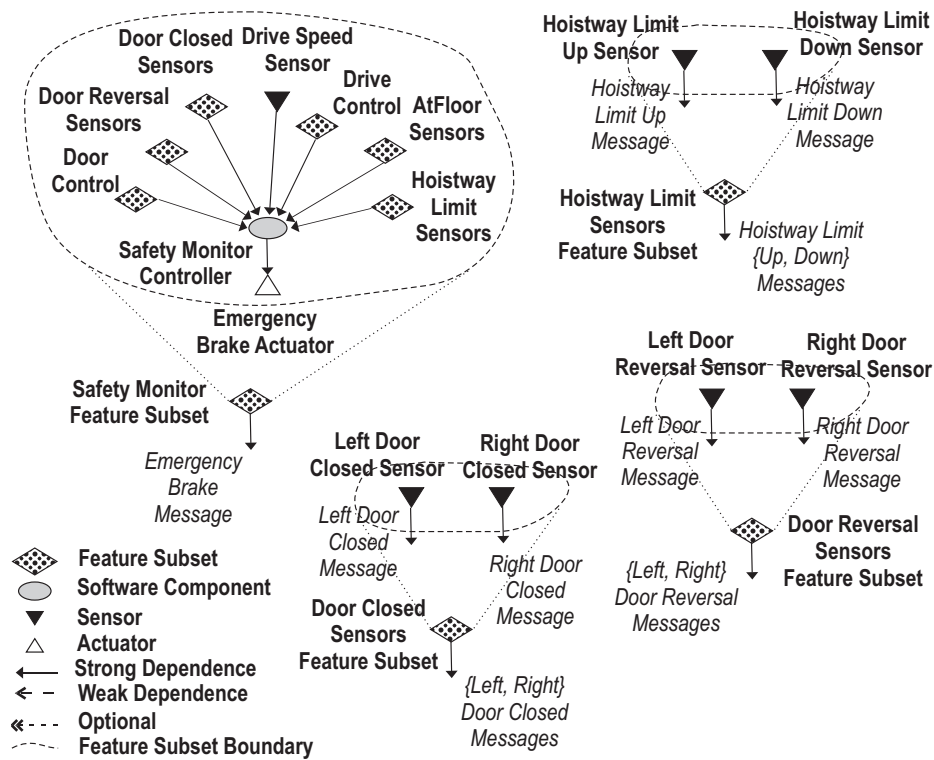 Door Closed
Sensors
Drive Speed
Sensor
Drive
Control
Door Reversal
Sensors
AtFloor
Sensors
Door
Control
Hoistway
Limit
Sensors
Safety Monitor
Controller
Emergency
Brake Actuator
Safety Monitor
Feature Subset
Emergency
Brake
Message
Hoistway Limit
Up Sensor
Hoistway Limit
Down Sensor
Hoistway
Limit Up
Message
Hoistway
Limit Down
Message
Hoistway Limit
Sensors
Feature Subset
Hoistway Limit
{Up, Down}
Messages
Left Door
Reversal Sensor
Right Door
Reversal Sensor
Left Door
Reversal
Message
Right Door
Reversal
Message
Door Reversal
Sensors
Feature Subset
{Left, Right}
Door Reversal
Messages
Left Door
Closed Sensor
Right Door
Closed Sensor
Left Door
Closed
Message
Right Door
Closed
Message
Door Closed
Sensors
Feature Subset
{Left, Right}
Door Closed
Messages
Feature Subset
Software Component
Sensor
Actuator
Strong Dependence
Weak Dependence
Optional
Feature Subset Boundary